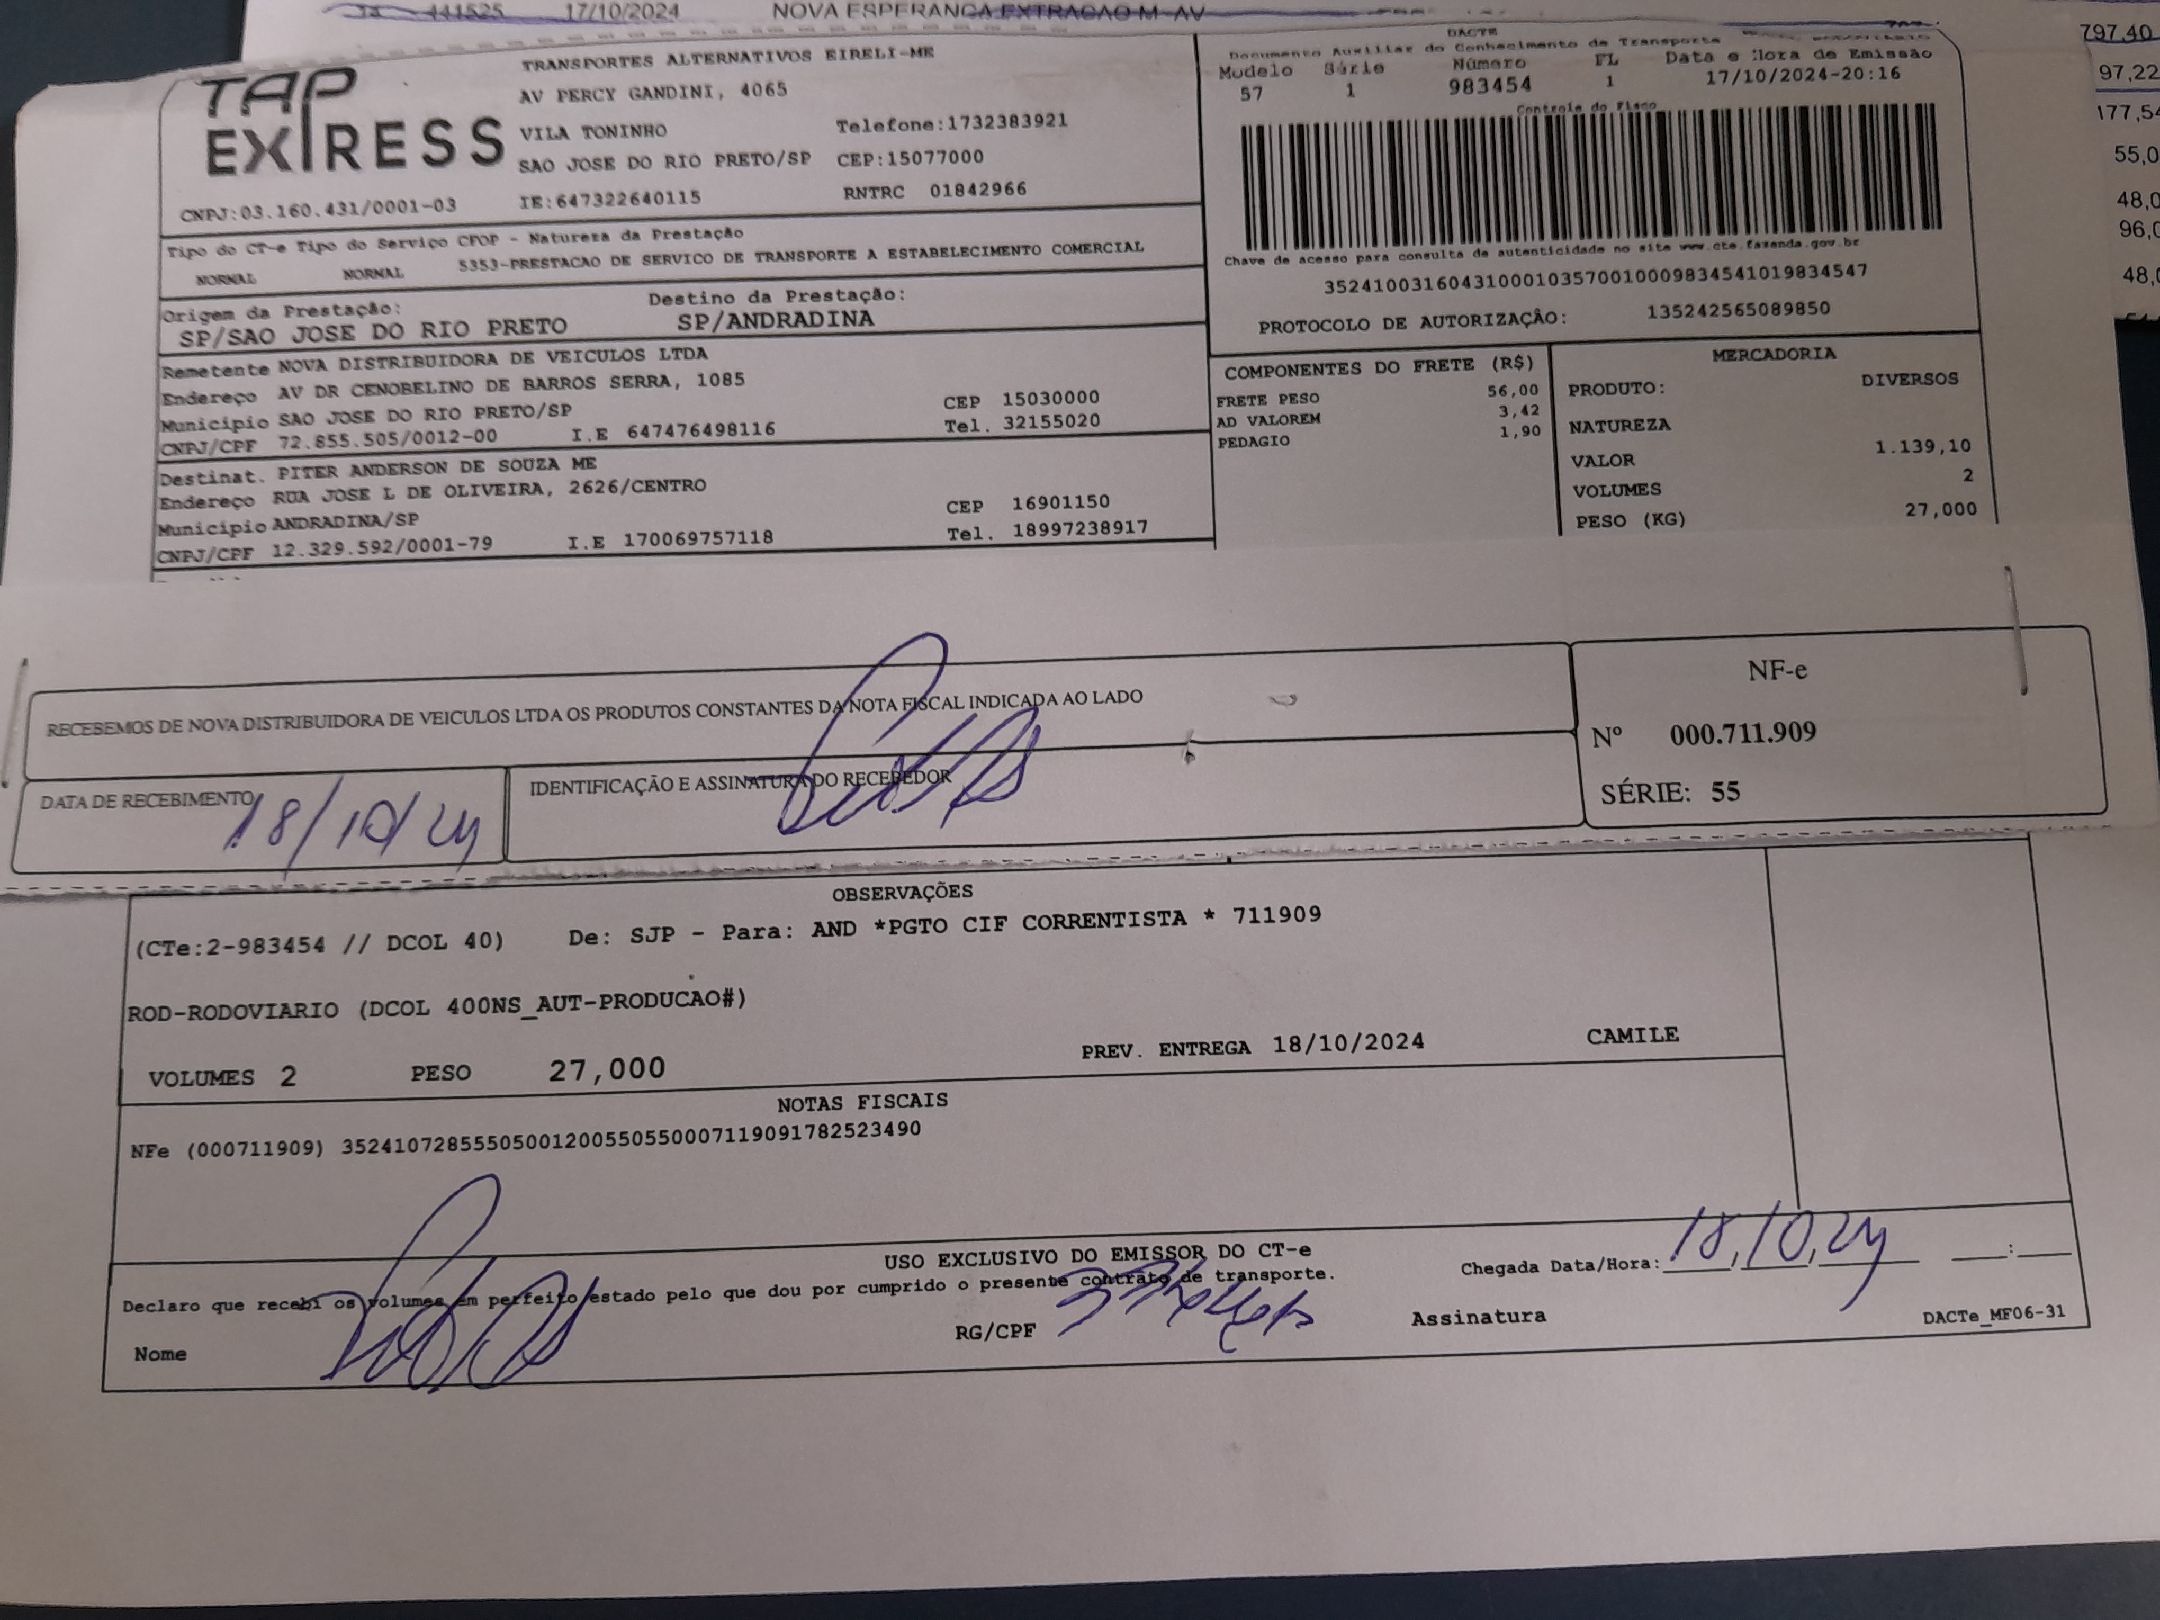 441525 17/10/2024 NOVA ESPERANCA EXTRACAO M-AV
797,40
97,22
177,54
55,0
48,0
96,0
48,0
TAP EXPRESS
TRANSPORTES ALTERNATIVOS EIRELI-ME
AV PERCY GANDINI, 4065
VILA TONINHO Telefone:1732383921
SAO JOSE DO RIO PRETO/SP CEP:15077000
CNPJ:03.160.431/0001-03 IE:647322640115 RNTRC 01842966
DACTE
Documento Auxiliar do Conhecimento de Transporte
Modelo Série Número FL Data e Hora de Emissão
57 1 983454 1 17/10/2024-20:16
Controle do Fisco
Chave de acesso para consulta de autenticidade no site www.cte.fazenda.gov.br
35241003160431000103570010009834541019834547
PROTOCOLO DE AUTORIZAÇÃO: 135242565089850
Tipo do CT-e Tipo do Serviço CFOP - Natureza da Prestação
NORMAL NORMAL 5353-PRESTACAO DE SERVICO DE TRANSPORTE A ESTABELECIMENTO COMERCIAL
Origem da Prestação: Destino da Prestação:
SP/SAO JOSE DO RIO PRETO SP/ANDRADINA
Remetente NOVA DISTRIBUIDORA DE VEICULOS LTDA
Endereço AV DR CENOBELINO DE BARROS SERRA, 1085
Município SAO JOSE DO RIO PRETO/SP CEP 15030000
CNPJ/CPF 72.855.505/0012-00 I.E 647476498116 Tel. 32155020
Destinat. PITER ANDERSON DE SOUZA ME
Endereço RUA JOSE L DE OLIVEIRA, 2626/CENTRO
Município ANDRADINA/SP CEP 16901150
CNPJ/CPF 12.329.592/0001-79 I.E 170069757118 Tel. 18997238917
COMPONENTES DO FRETE (R$)
FRETE PESO 56,00
AD VALOREM 3,42
PEDAGIO 1,90
MERCADORIA
PRODUTO: DIVERSOS
NATUREZA
VALOR 1.139,10
VOLUMES 2
PESO (KG) 27,000
RECEBEMOS DE NOVA DISTRIBUIDORA DE VEICULOS LTDA OS PRODUTOS CONSTANTES DA NOTA FISCAL INDICADA AO LADO
DATA DE RECEBIMENTO 18/10/24
IDENTIFICAÇÃO E ASSINATURA DO RECEBEDOR
NF-e
Nº 000.711.909
SÉRIE: 55
OBSERVAÇÕES
(CTe:2-983454 // DCOL 40) De: SJP - Para: AND *PGTO CIF CORRENTISTA * 711909
ROD-RODOVIARIO (DCOL 400NS_AUT-PRODUCAO#)
VOLUMES 2 PESO 27,000 PREV. ENTREGA 18/10/2024 CAMILE
NOTAS FISCAIS
NFe (000711909) 35241072855505001200550550007119091782523490
USO EXCLUSIVO DO EMISSOR DO CT-e
Declaro que recebi os volumes em perfeito estado pelo que dou por cumprido o presente contrato de transporte.
Chegada Data/Hora: 18/10/24 :
Nome RG/CPF Assinatura
DACTe_MF06-31